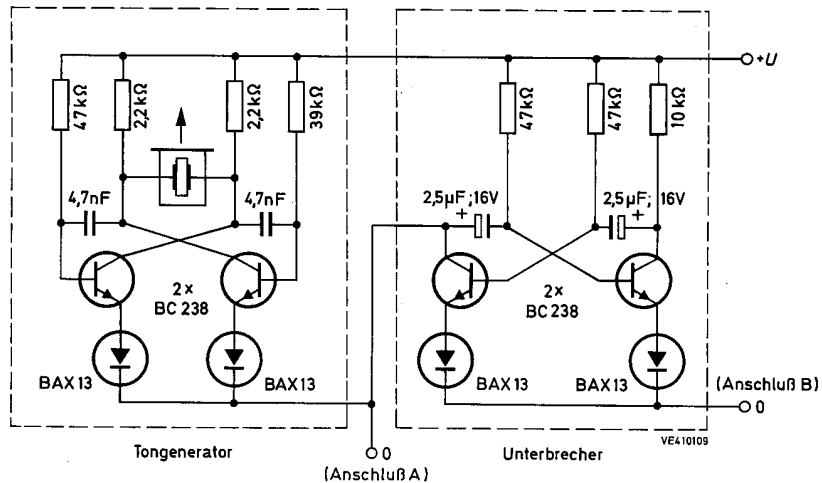 +U
47kΩ
2,2kΩ
2,2kΩ
39kΩ
47kΩ
47kΩ
10kΩ
4,7nF
4,7nF
2,5µF; 16V
+
2,5µF; 16V
+
2×
BC 238
2×
BC 238
BAX 13
BAX 13
BAX 13
BAX 13
(Anschluß B)
0
VE410109
Tongenerator
0
(Anschluß A)
Unterbrecher